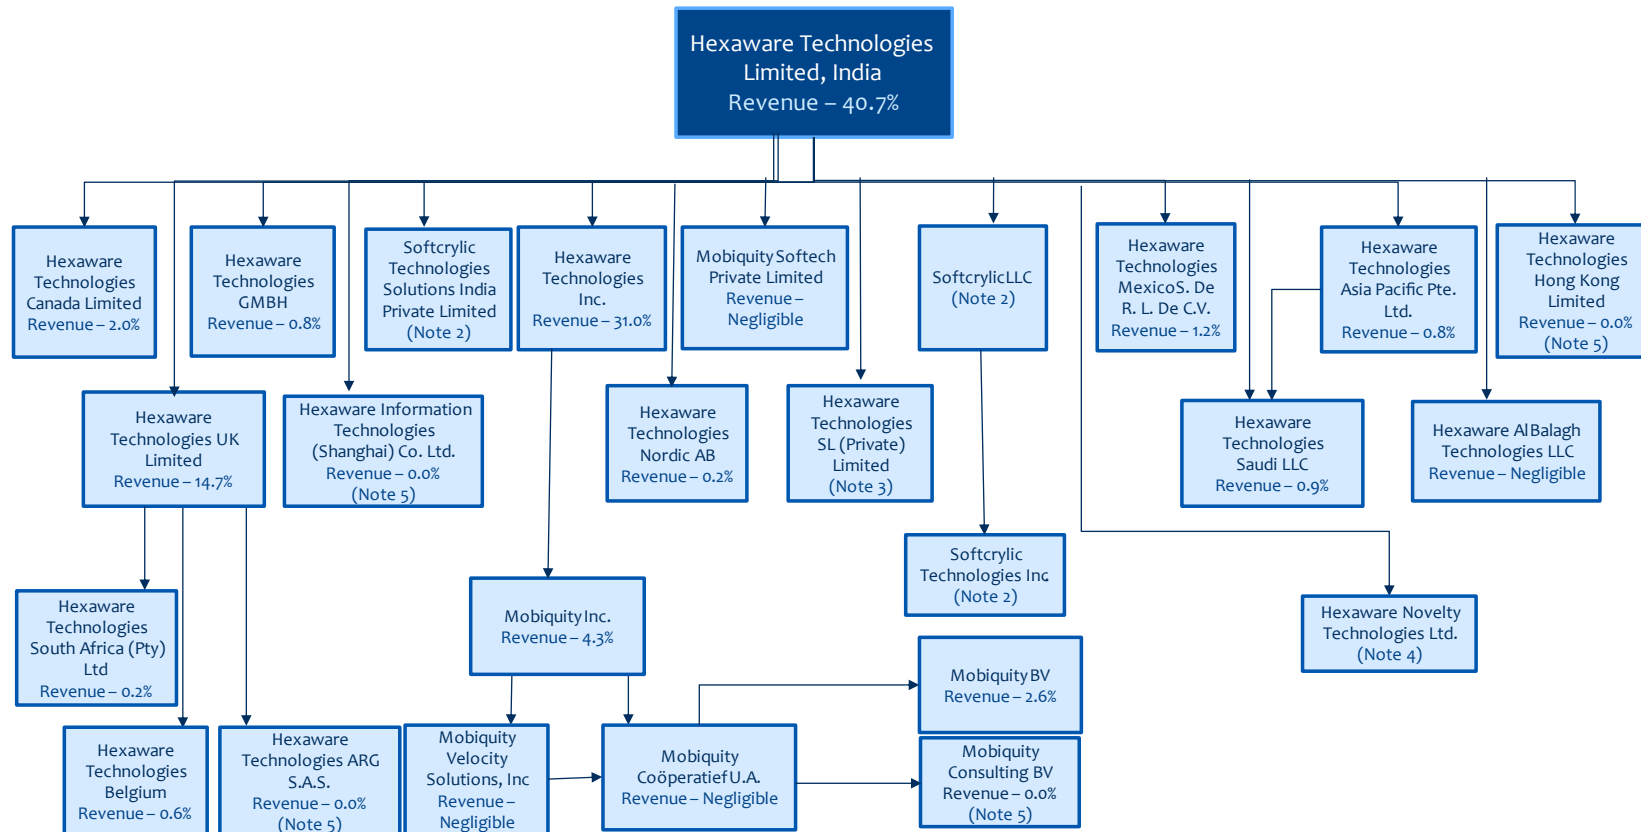 Hexaware Technologies
Limited, India
Revenue – 40.7%
Hexaware
Technologies
Canada Limited
Revenue – 2.0%
Hexaware
Technologies
GMBH
Revenue – 0.8%
Softcrylic
Technologies
Solutions India
Private Limited
(Note 2)
Hexaware
Technologies
Inc.
Revenue – 31.0%
Mobiquity Softech
Private Limited
Revenue –
Negligible
Softcrylic LLC
(Note 2)
Hexaware
Technologies
Mexico S. De
R. L. De C.V.
Revenue – 1.2%
Hexaware
Technologies
Asia Pacific Pte.
Ltd.
Revenue – 0.8%
Hexaware
Technologies
Hong Kong
Limited
Revenue – 0.0%
(Note 5)
Hexaware
Technologies UK
Limited
Revenue – 14.7%
Hexaware Information
Technologies
(Shanghai) Co. Ltd.
Revenue – 0.0%
(Note 5)
Hexaware
Technologies
Nordic AB
Revenue – 0.2%
Hexaware
Technologies
SL (Private)
Limited
(Note 3)
Hexaware
Technologies
Saudi LLC
Revenue – 0.9%
Hexaware Al Balagh
Technologies LLC
Revenue – Negligible
Softcrylic
Technologies Inc
(Note 2)
Hexaware
Technologies
South Africa (Pty)
Ltd
Revenue – 0.2%
Mobiquity Inc.
Revenue – 4.3%
Hexaware Novelty
Technologies Ltd.
(Note 4)
Mobiquity BV
Revenue – 2.6%
Hexaware
Technologies
Belgium
Revenue – 0.6%
Hexaware
Technologies ARG
S.A.S.
Revenue – 0.0%
(Note 5)
Mobiquity
Velocity
Solutions, Inc
Revenue –
Negligible
Mobiquity
Coöperatief U.A.
Revenue – Negligible
Mobiquity
Consulting BV
Revenue – 0.0%
(Note 5)